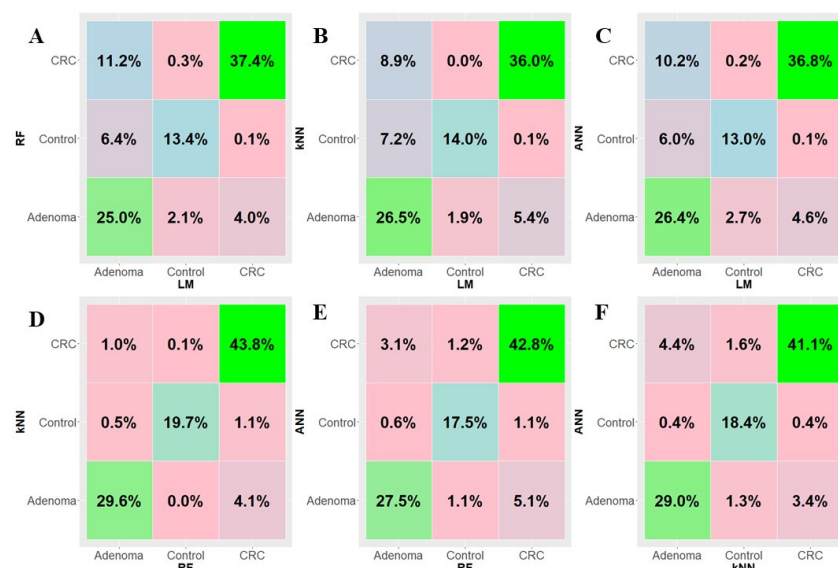 A
B
C
CRC 11.2% 0.3% 37.4%
RF
Control 6.4% 13.4% 0.1%
Adenoma 25.0% 2.1% 4.0%
Adenoma Control CRC
LM
CRC 8.9% 0.0% 36.0%
kNN
Control 7.2% 14.0% 0.1%
Adenoma 26.5% 1.9% 5.4%
Adenoma Control CRC
LM
CRC 10.2% 0.2% 36.8%
ANN
Control 6.0% 13.0% 0.1%
Adenoma 26.4% 2.7% 4.6%
Adenoma Control CRC
LM
D
E
F
CRC 1.0% 0.1% 43.8%
kNN
Control 0.5% 19.7% 1.1%
Adenoma 29.6% 0.0% 4.1%
Adenoma Control CRC
RF
CRC 3.1% 1.2% 42.8%
ANN
Control 0.6% 17.5% 1.1%
Adenoma 27.5% 1.1% 5.1%
Adenoma Control CRC
RF
CRC 4.4% 1.6% 41.1%
ANN
Control 0.4% 18.4% 0.4%
Adenoma 29.0% 1.3% 3.4%
Adenoma Control CRC
kNN